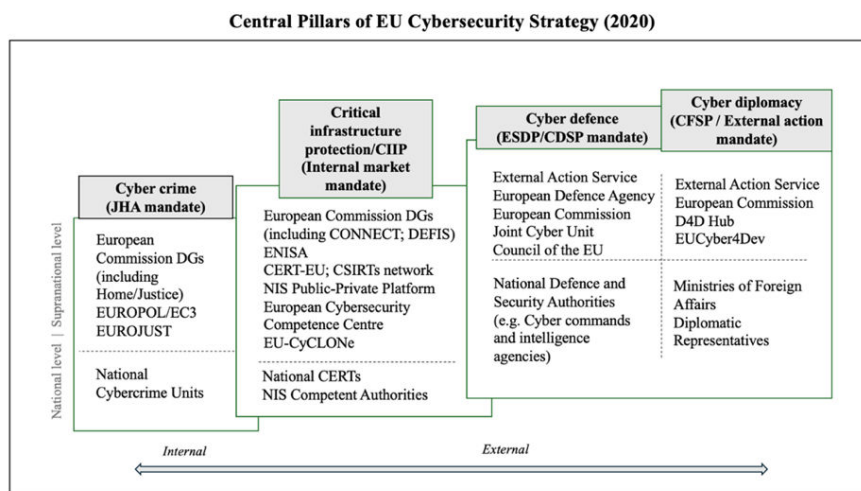 Central Pillars of EU Cybersecurity Strategy (2020)
National level | Supranational level
Cyber crime
(JHA mandate)
European
Commission DGs
(including
Home/Justice)
EUROPOL/EC3
EUROJUST
National
Cybercrime Units
Critical
infrastructure
protection/CIIP
(Internal market
mandate)
European Commission DGs
(including CONNECT; DEFIS)
ENISA
CERT-EU; CSIRTs network
NIS Public-Private Platform
European Cybersecurity
Competence Centre
EU-CyCLONe
National CERTs
NIS Competent Authorities
Cyber defence
(ESDP/CDSP mandate)
External Action Service
European Defence Agency
European Commission
Joint Cyber Unit
Council of the EU
National Defence and
Security Authorities
(e.g. Cyber commands
and intelligence
agencies)
Cyber diplomacy
(CFSP / External action
mandate)
External Action Service
European Commission
D4D Hub
EUCyber4Dev
Ministries of Foreign
Affairs
Diplomatic
Representatives
Internal
External